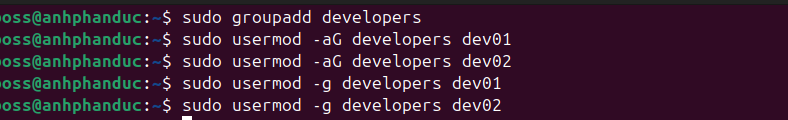 oss@anhphanduc:~$ sudo groupadd developers
oss@anhphanduc:~$ sudo usermod -aG developers dev01
oss@anhphanduc:~$ sudo usermod -aG developers dev02
oss@anhphanduc:~$ sudo usermod -g developers dev01
oss@anhphanduc:~$ sudo usermod -g developers dev02